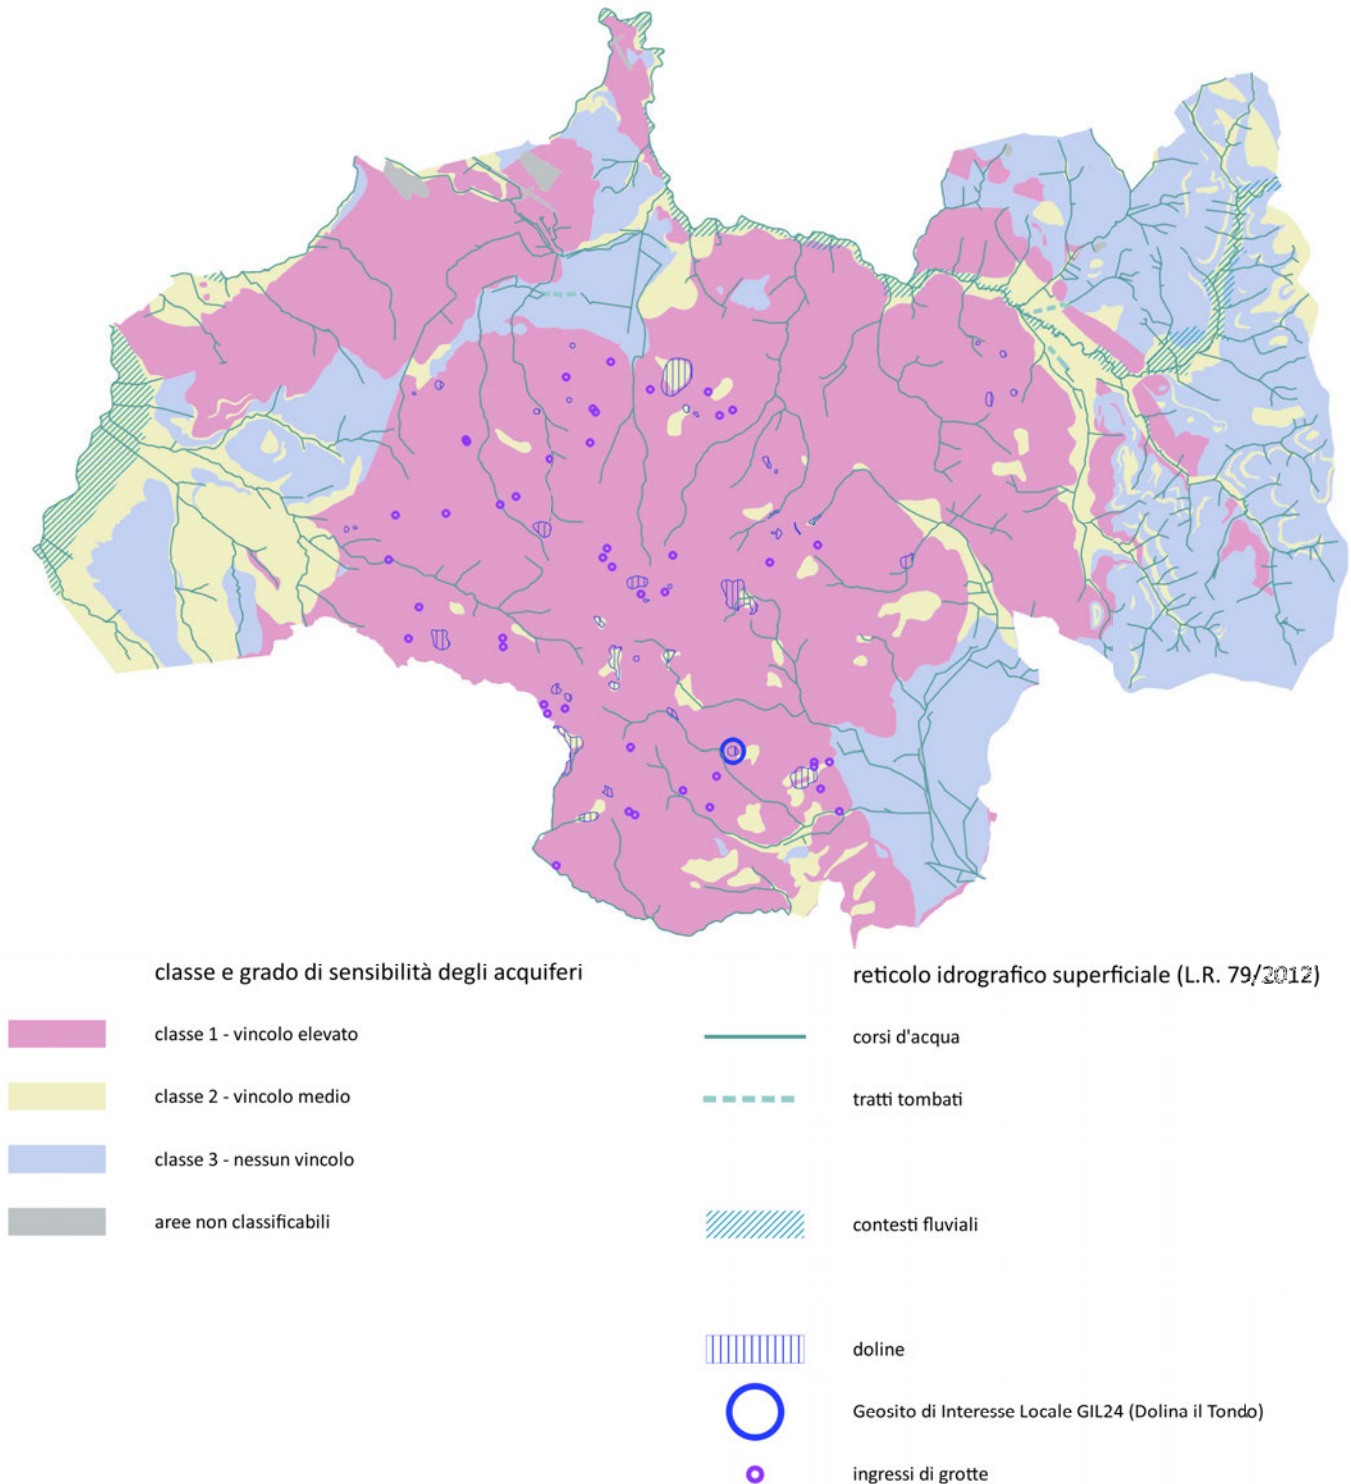 classe e grado di sensibilità degli acquiferi
classe 1 - vincolo elevato
classe 2 - vincolo medio
classe 3 - nessun vincolo
aree non classificabili
reticolo idrografico superficiale (L.R. 79/2012)
corsi d'acqua
tratti tombati
contesti fluviali
doline
Geosito di Interesse Locale GIL24 (Dolina il Tondo)
ingressi di grotte